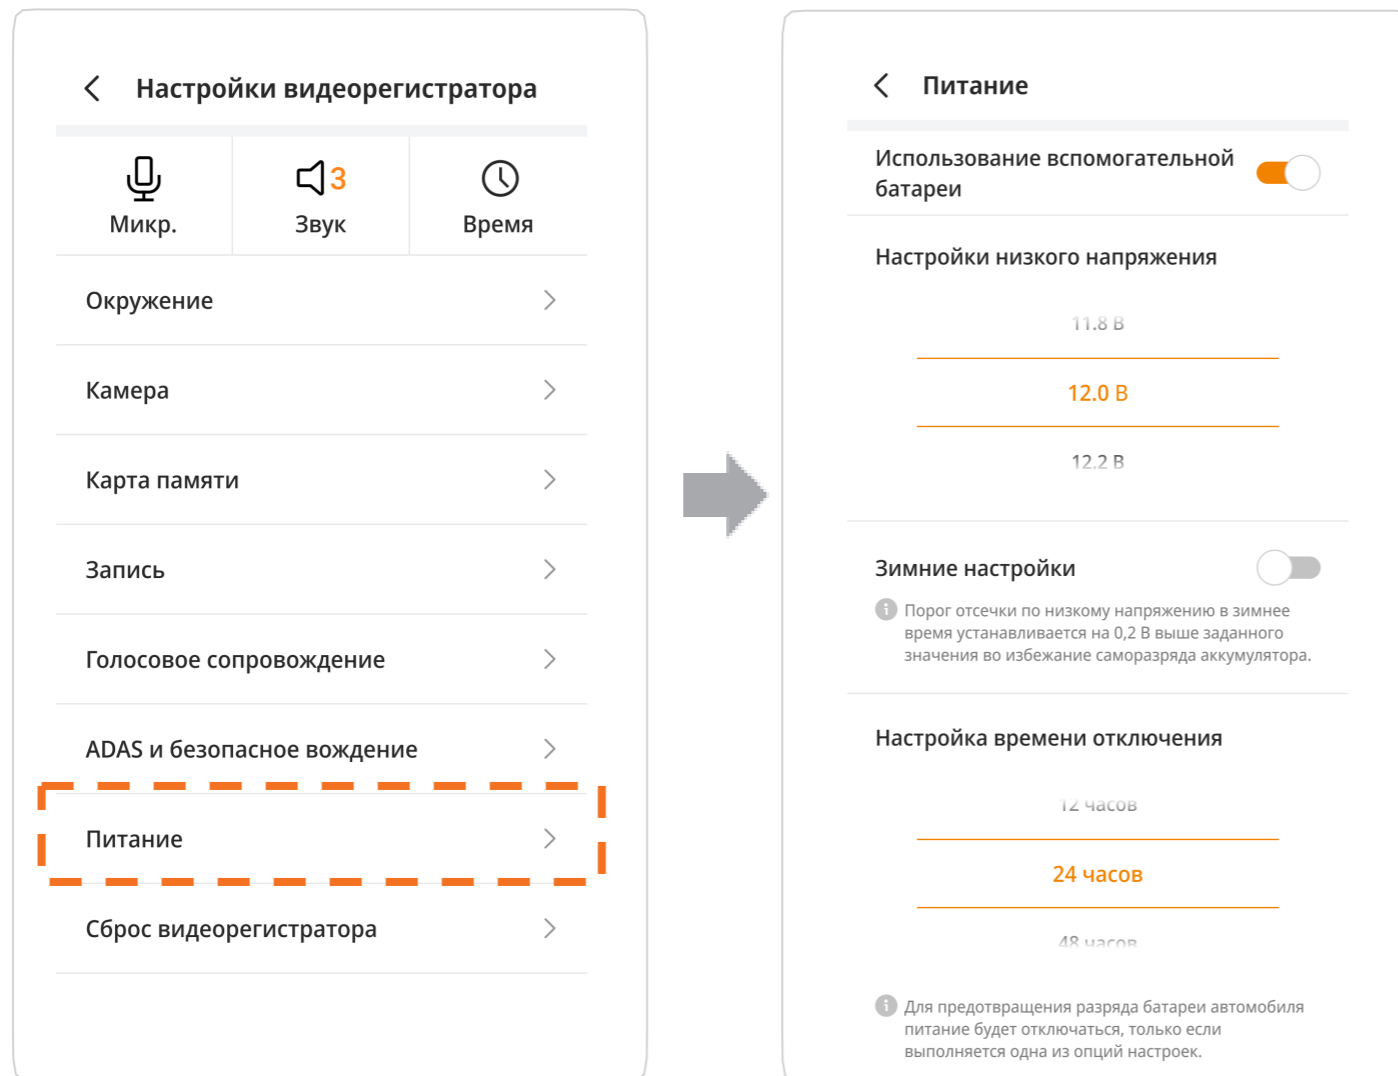 Настройки видеорегистратора
3
Микр.
Звук
Время
Окружение
Камера
Карта памяти
Запись
Голосовое сопровождение
ADAS и безопасное вождение
Питание
Сброс видеорегистратора
Питание
Использование вспомогательной
батареи
Настройки низкого напряжения
11.8 В
12.0 В
12.2 В
Зимние настройки
Порог отсечки по низкому напряжению в зимнее
время устанавливается на 0,2 В выше заданного
значения во избежание саморазряда аккумулятора.
Настройка времени отключения
12 часов
24 часов
48 часов
Для предотвращения разряда батареи автомобиля
питание будет отключаться, только если
выполняется одна из опций настроек.